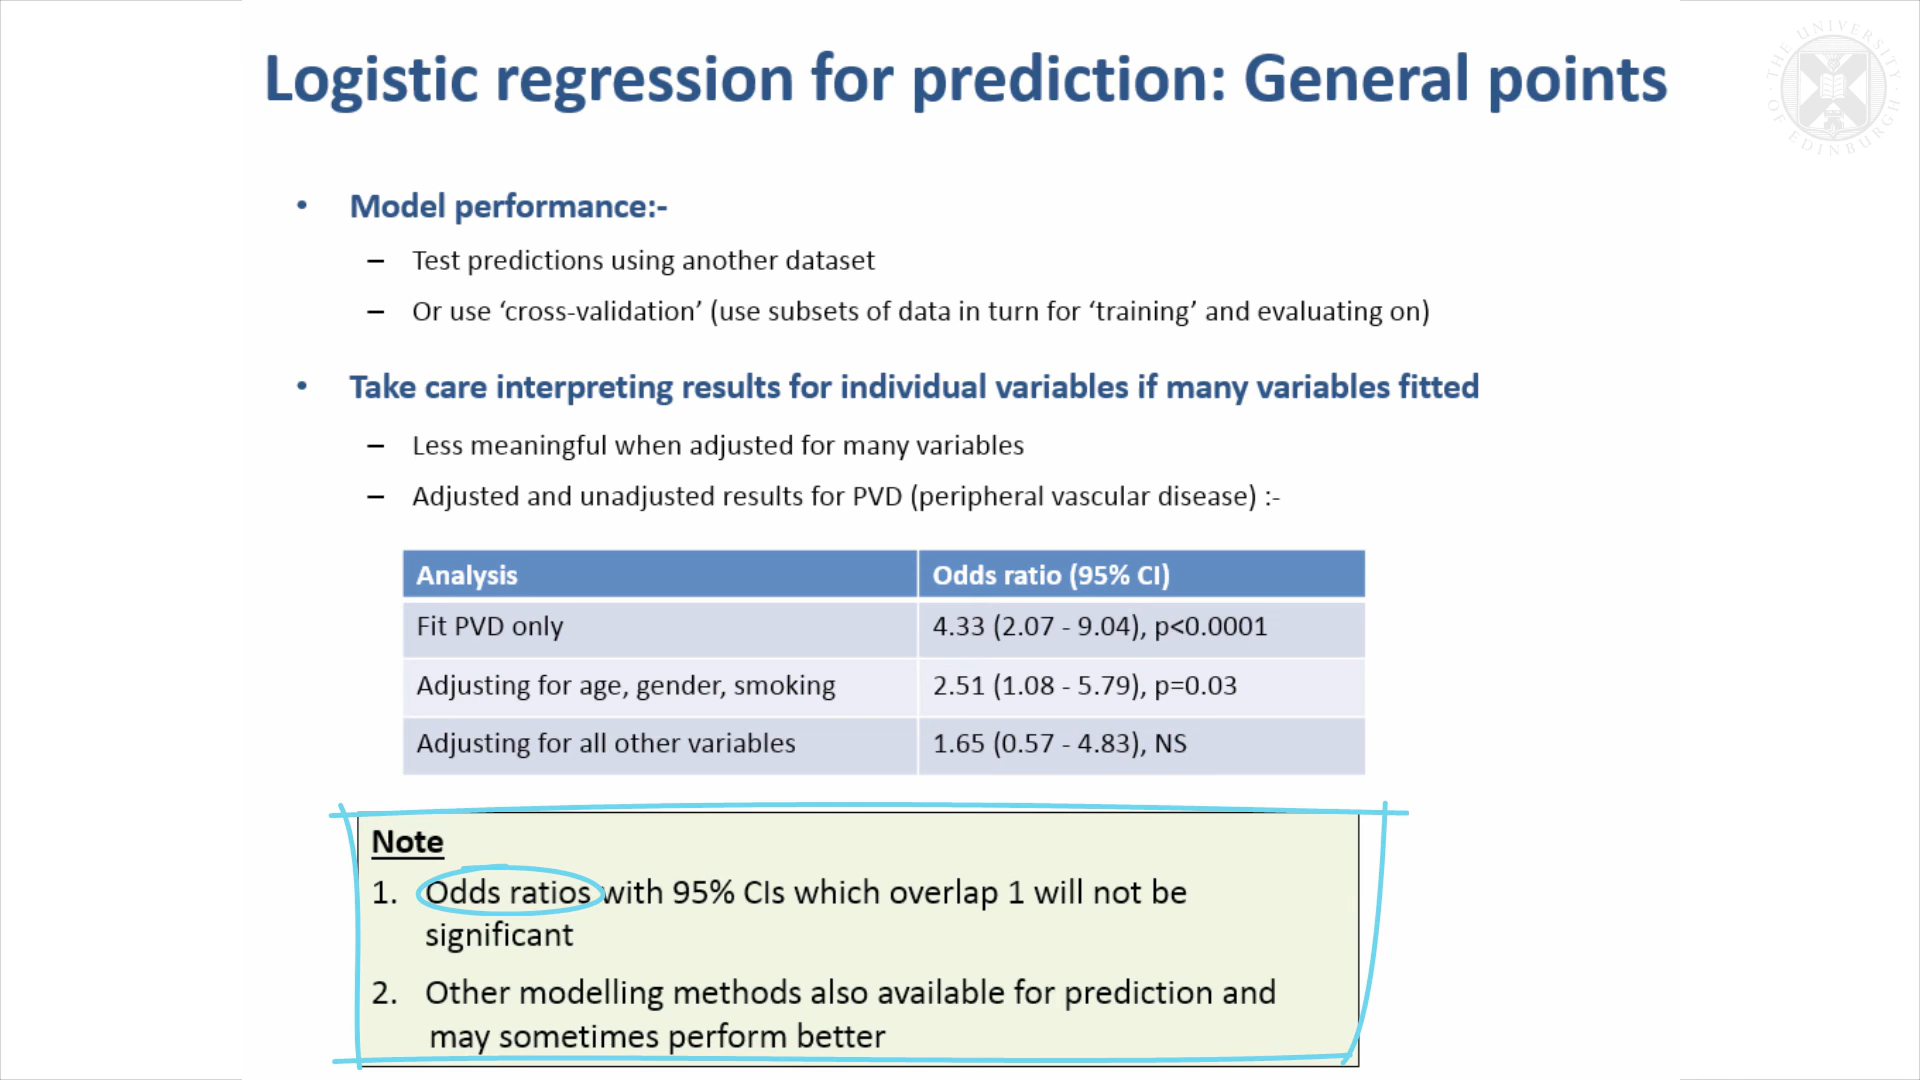 Logistic regression for prediction: General points
THE UNIVERSITY OF EDINBURGH
• Model performance:-
– Test predictions using another dataset
– Or use ‘cross-validation’ (use subsets of data in turn for ‘training’ and evaluating on)
• Take care interpreting results for individual variables if many variables fitted
– Less meaningful when adjusted for many variables
– Adjusted and unadjusted results for PVD (peripheral vascular disease) :-
Analysis Odds ratio (95% CI)
Fit PVD only 4.33 (2.07 - 9.04), p<0.0001
Adjusting for age, gender, smoking 2.51 (1.08 - 5.79), p=0.03
Adjusting for all other variables 1.65 (0.57 - 4.83), NS
Note
1. Odds ratios with 95% CIs which overlap 1 will not be
significant
2. Other modelling methods also available for prediction and
may sometimes perform better